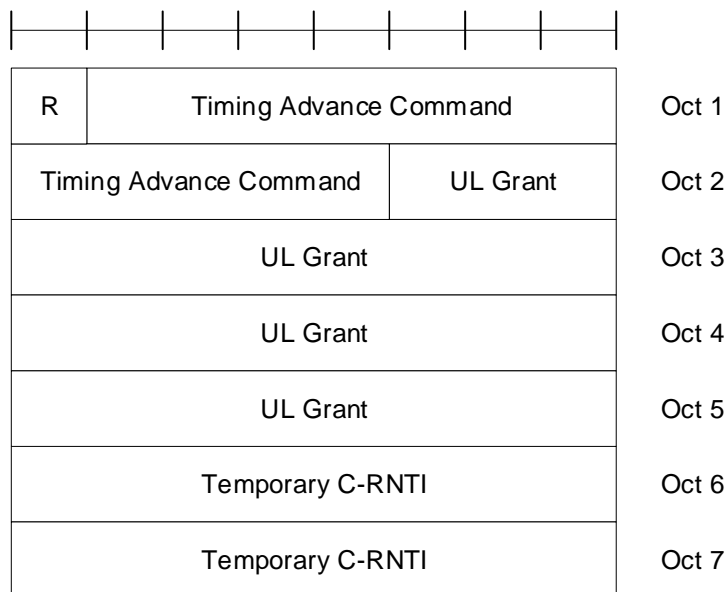 R Timing Advance Command Oct 1
Timing Advance Command UL Grant Oct 2
UL Grant Oct 3
UL Grant Oct 4
UL Grant Oct 5
Temporary C-RNTI Oct 6
Temporary C-RNTI Oct 7